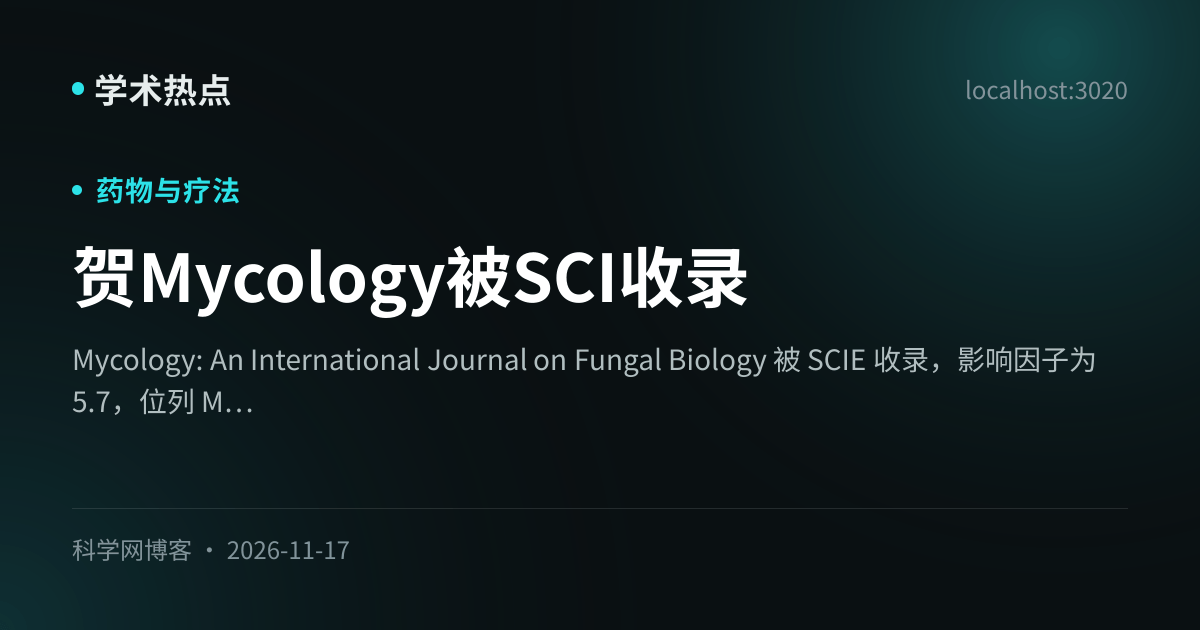 学术热点
localhost:3020
药物与疗法
贺Mycology被SCI收录
Mycology: An International Journal on Fungal Biology 被 SCIE 收录，影响因子为
5.7，位列 M…
科学网博客 · 2026-11-17